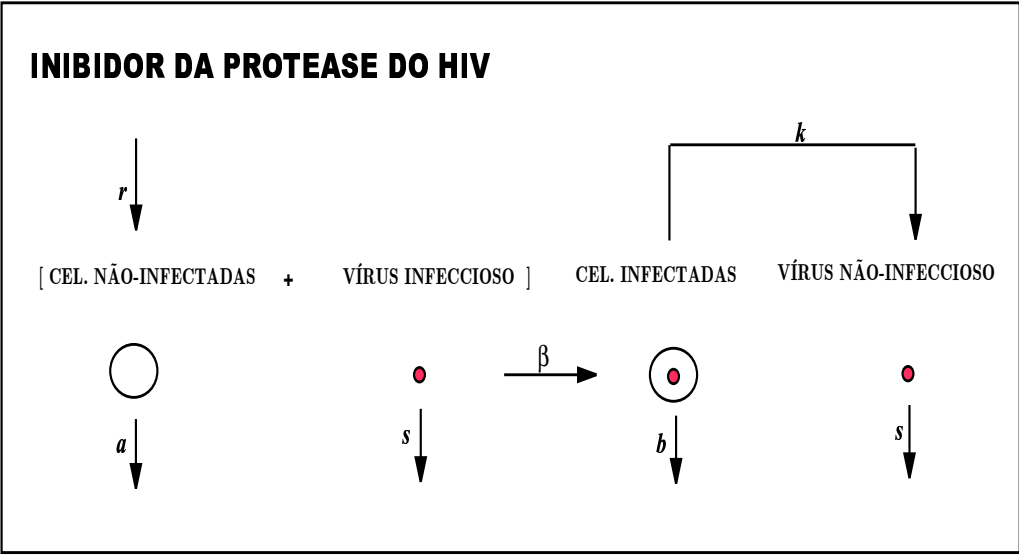 INIBIDOR DA PROTEASE DO HIV
k
r
[ CEL. NÃO-INFECTADAS + VÍRUS INFECCIOSO ] CEL. INFECTADAS VÍRUS NÃO-INFECCIOSO
β
a s b s